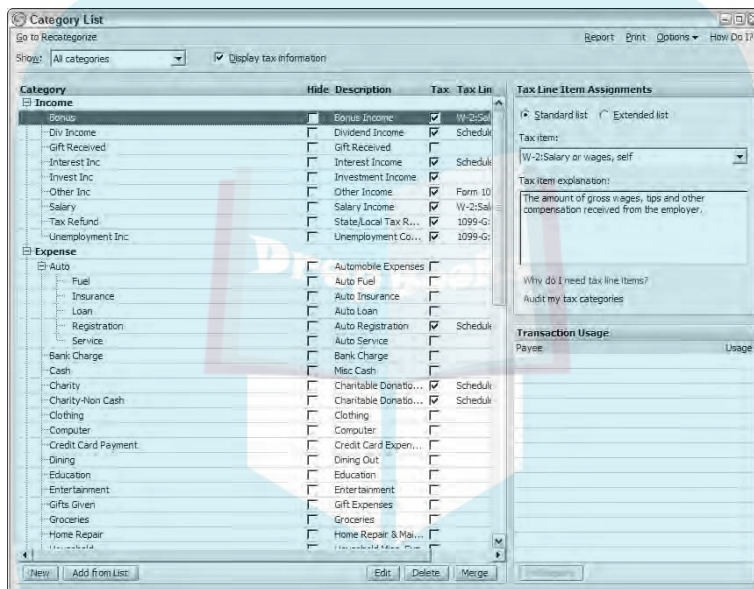 Category List
Go to Recategorize Report Print Options How Do I?
Show: All categories Display tax information
Category Hide Description Tax Tax Lin
Income
Bonus Bonus Income W-2:Sal
Div Income Dividend Income Schedule
Gift Received Gift Received
Interest Inc Interest Income Schedule
Invest Inc Investment Income
Other Inc Other Income Form 10
Salary Salary Income W-2:Sal
Tax Refund State/Local Tax R... 1099-G:
Unemployment Inc Unemployment Co... 1099-G:
Expense
Auto Automobile Expenses
Fuel Auto Fuel
Insurance Auto Insurance
Loan Auto Loan
Registration Auto Registration Schedule
Service Auto Service
Bank Charge Bank Charge
Cash Misc Cash
Charity Charitable Donatio... Schedule
Charity-Non Cash Charitable Donatio... Schedule
Clothing Clothing
Computer Computer
Credit Card Payment Credit Card Expen...
Dining Dining Out
Education Education
Entertainment Entertainment
Gifts Given Gift Expenses
Groceries Groceries
Home Repair Home Repair & Mai...
New Add from List Edit Delete Merge
Tax Line Item Assignments
Standard list Extended list
Tax item:
W-2:Salary or wages, self
Tax item explanation:
The amount of gross wages, tips and other
compensation received from the employer.
Why do I need tax line items?
Audit my tax categories
Transaction Usage
Payee Usage